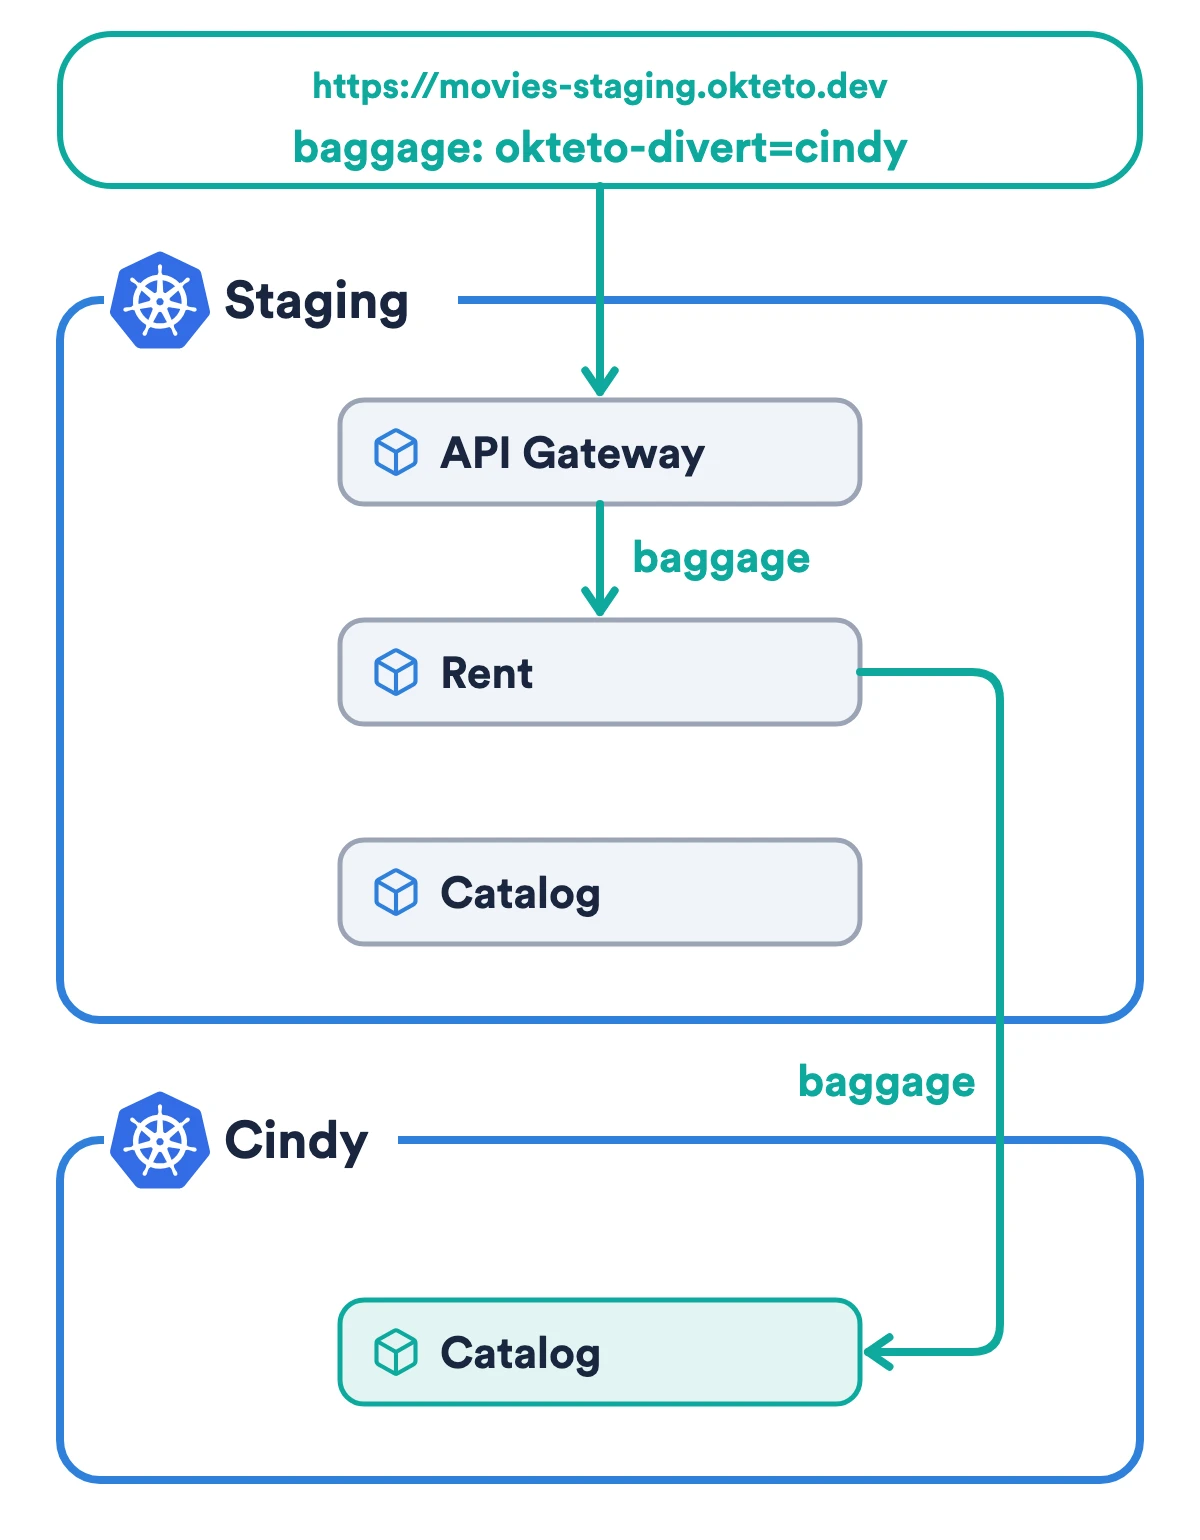 https://movies-staging.okteto.dev
baggage: okteto-divert=cindy
Staging
API Gateway
baggage
Rent
Catalog
baggage
Cindy
Catalog